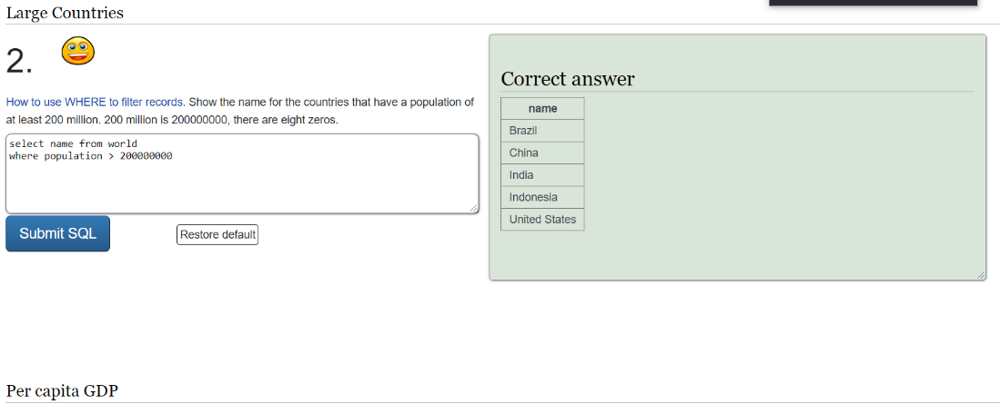 Large Countries
2.
How to use WHERE to filter records. Show the name for the countries that have a population of
at least 200 million. 200 million is 200000000, there are eight zeros.
select name from world
where population > 200000000
Submit SQL
Restore default
Correct answer
name
Brazil
China
India
Indonesia
United States
Per capita GDP